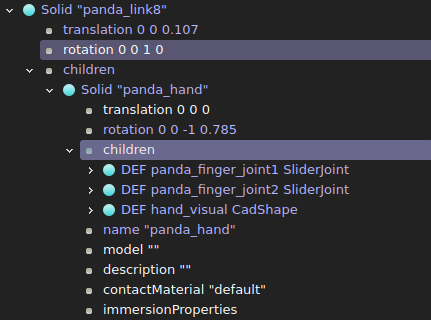 Solid "panda_link8"
translation 0 0 0.107
rotation 0 0 1 0
children
Solid "panda_hand"
translation 0 0 0
rotation 0 0 -1 0.785
children
DEF panda_finger_joint1 SliderJoint
DEF panda_finger_joint2 SliderJoint
DEF hand_visual CadShape
name "panda_hand"
model ""
description ""
contactMaterial "default"
immersionProperties